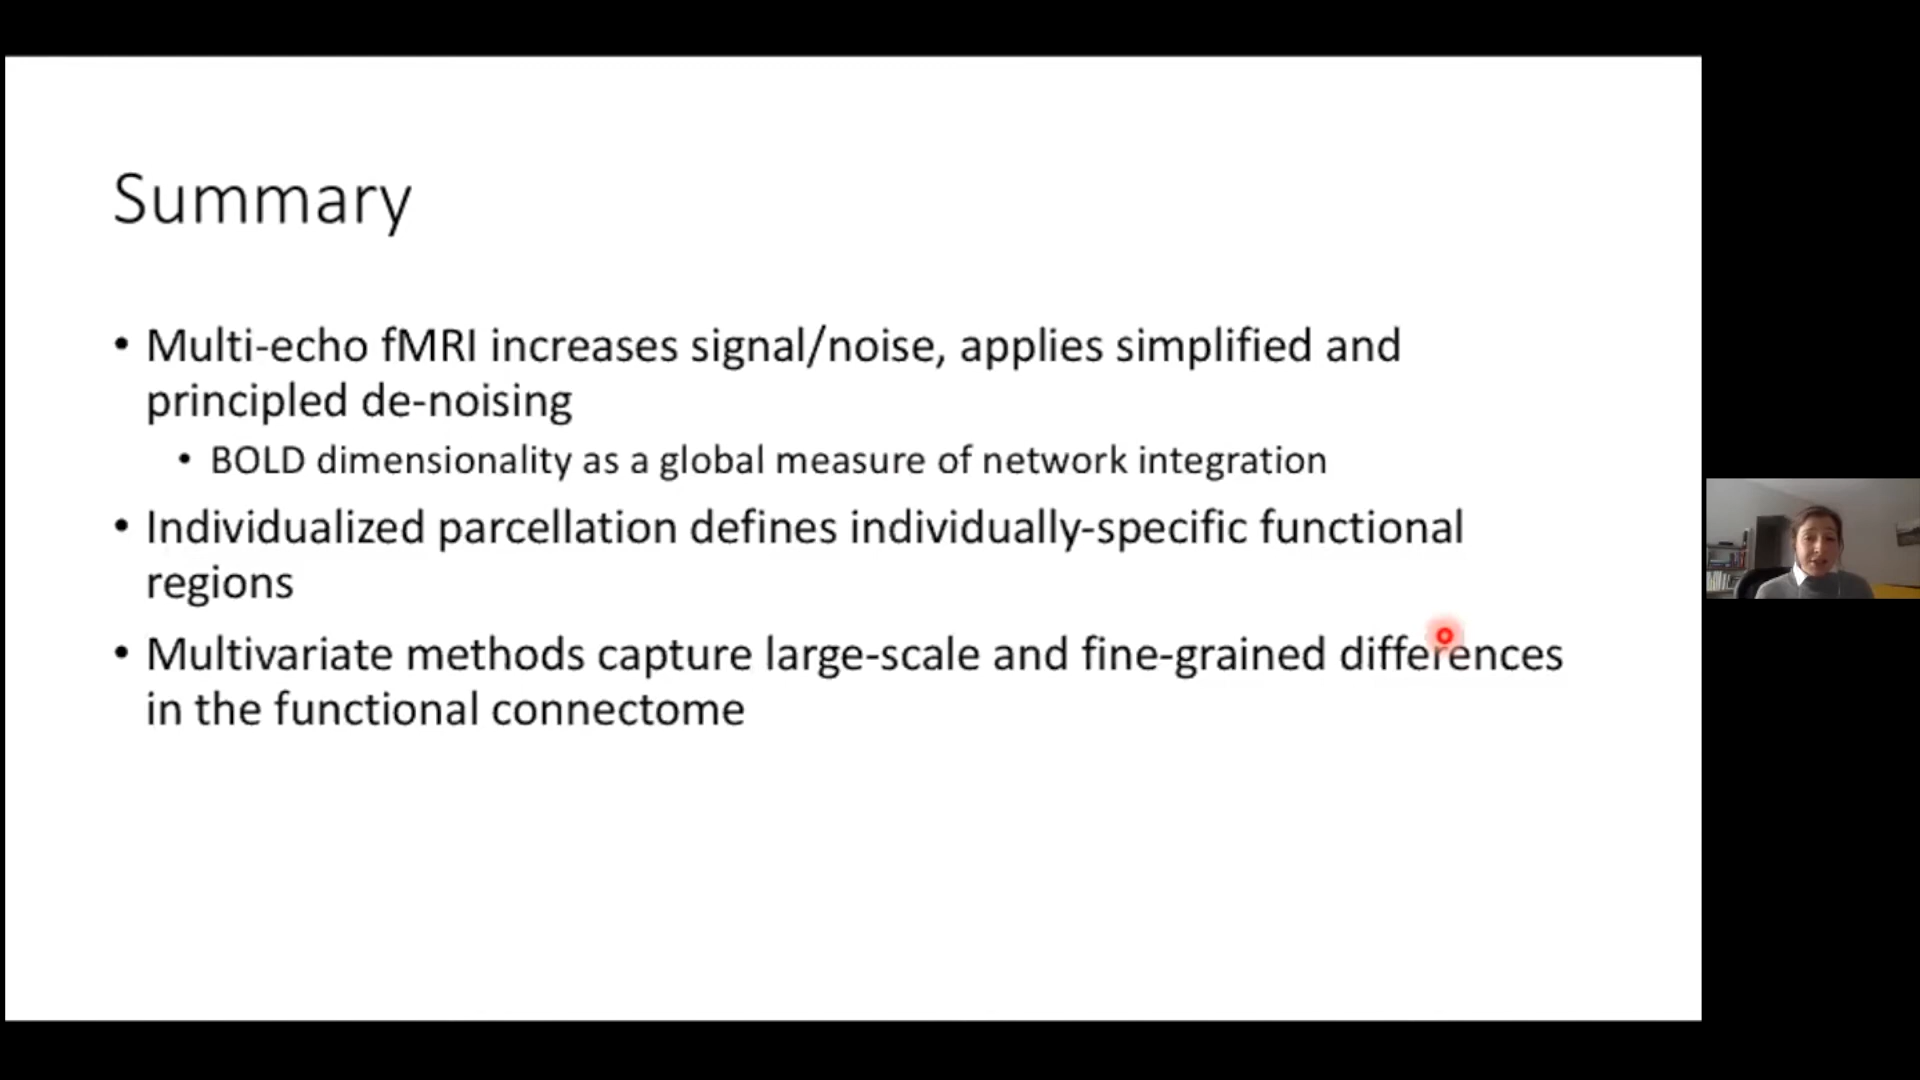 Summary
• Multi-echo fMRI increases signal/noise, applies simplified and
principled de-noising
• BOLD dimensionality as a global measure of network integration
• Individualized parcellation defines individually-specific functional
regions
• Multivariate methods capture large-scale and fine-grained differences
in the functional connectome